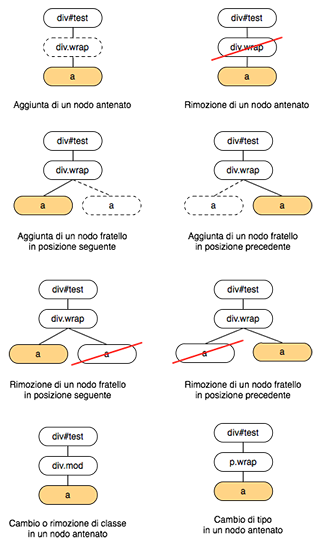 div#test
div.wrap
a
Aggiunta di un nodo antenato
div#test
div.wrap
a
Rimozione di un nodo antenato
div#test
div.wrap
a a
Aggiunta di un nodo fratello
in posizione seguente
div#test
div.wrap
a a
Aggiunta di un nodo fratello
in posizione precedente
div#test
div.wrap
a a
Rimozione di un nodo fratello
in posizione seguente
div#test
div.wrap
a a
Rimozione di un nodo fratello
in posizione precedente
div#test
div.mod
a
Cambio o rimozione di classe
in un nodo antenato
div#test
p.wrap
a
Cambio di tipo
in un nodo antenato